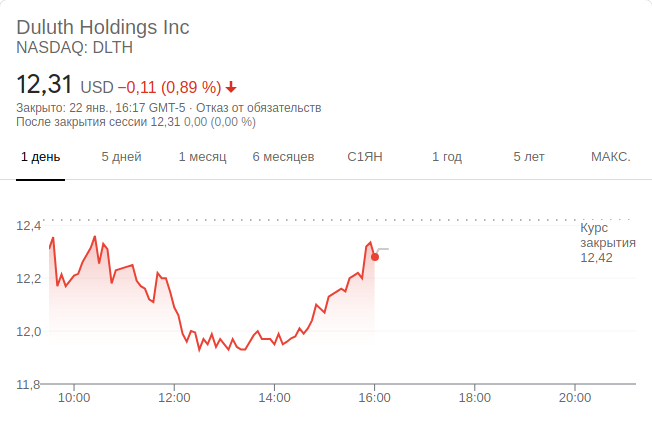 Duluth Holdings Inc
NASDAQ: DLTH
12,31 USD −0,11 (0,89 %)
Закрыто: 22 янв., 16:17 GMT-5 · Отказ от обязательств
После закрытия сессии 12,31 0,00 (0,00 %)
1 день 5 дней 1 месяц 6 месяцев С1ЯН 1 год 5 лет МАКС.
12,4
Курс
закрытия
12,42
12,2
12,0
11,8
10:00 12:00 14:00 16:00 18:00 20:00